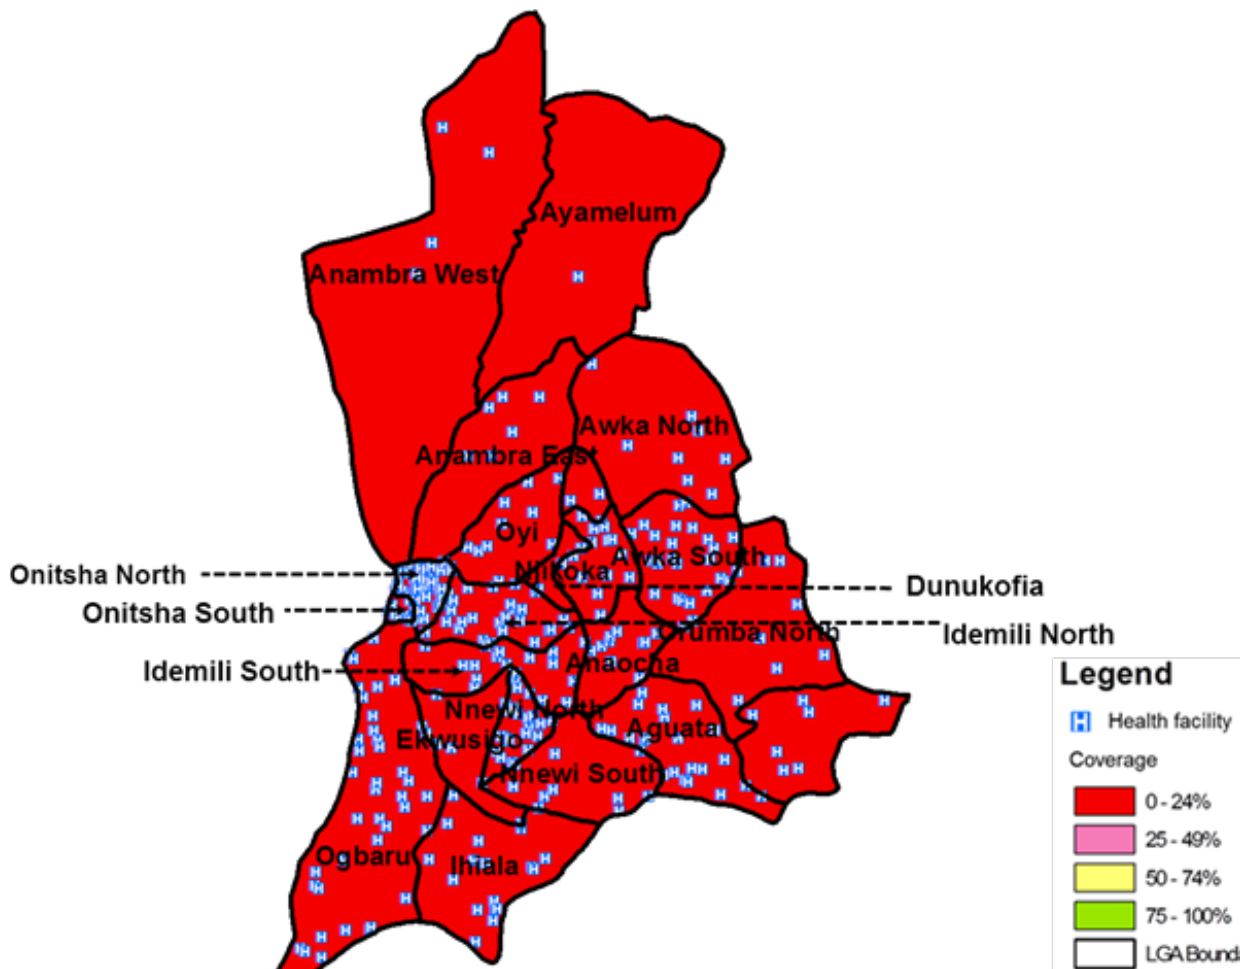 Ayamelum
Anambra West
Awka North
Anambra East
Oyi
Awka South
Njikoka
Onitsha North
Dunukofia
Onitsha South
Idemili North
Orumba North
Idemili South
Anaocha
Nnewi North
Aguata
Ekwusigo
Nnewi South
Ogbaru
Ihiala
Legend
H Health facility
Coverage
0 - 24%
25 - 49%
50 - 74%
75 - 100%
LGA Bounda